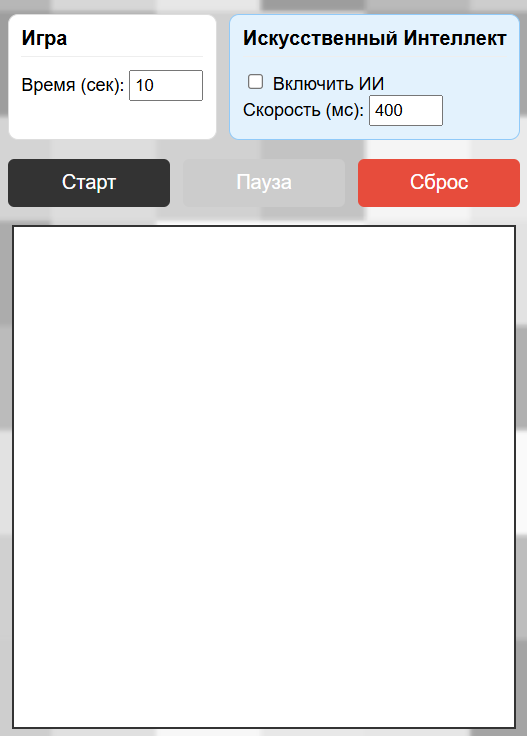 Игра
Время (сек): 10
Искусственный Интеллект
Включить ИИ
Скорость (мс): 400
Старт
Пауза
Сброс